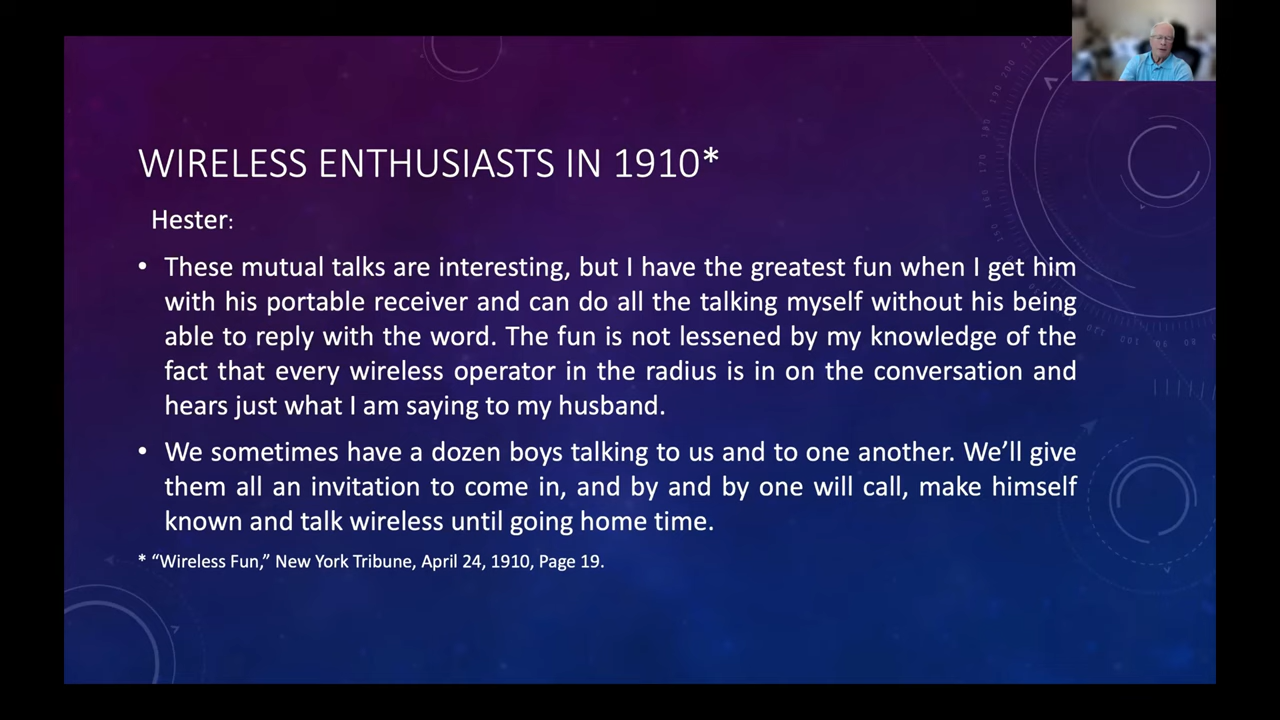 WIRELESS ENTHUSIASTS IN 1910*
Hester:
• These mutual talks are interesting, but I have the greatest fun when I get him
with his portable receiver and can do all the talking myself without his being
able to reply with the word. The fun is not lessened by my knowledge of the
fact that every wireless operator in the radius is in on the conversation and
hears just what I am saying to my husband.
• We sometimes have a dozen boys talking to us and to one another. We’ll give
them all an invitation to come in, and by and by one will call, make himself
known and talk wireless until going home time.
* “Wireless Fun,” New York Tribune, April 24, 1910, Page 19.